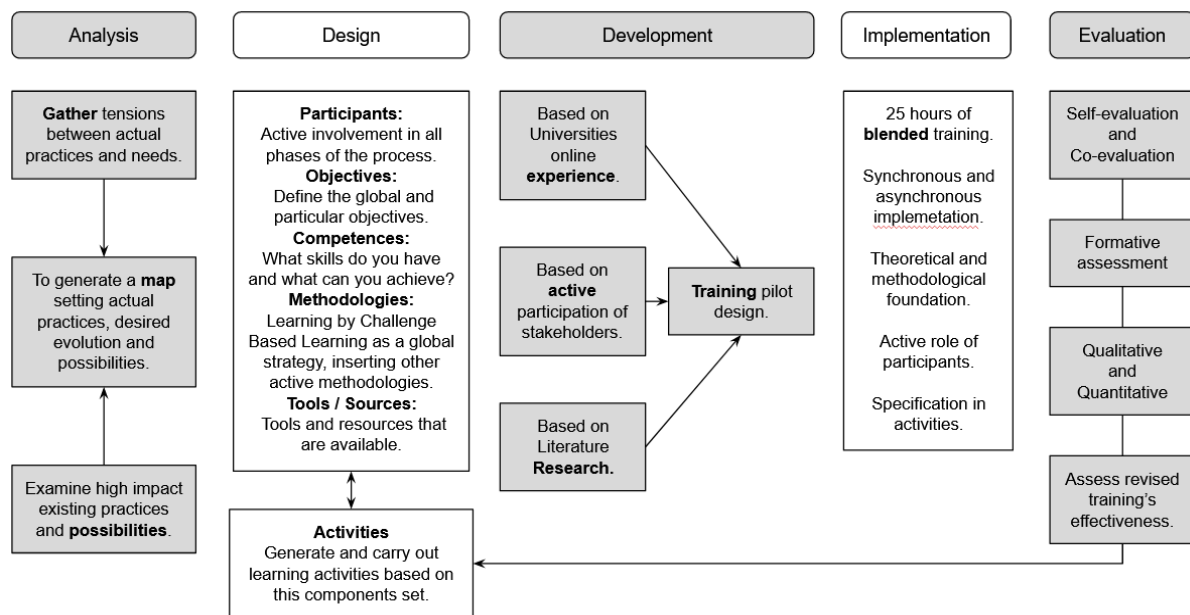 Analysis
Design
Development
Implementation
Evaluation
Gather tensions
between actual
practices and needs.
To generate a map
setting actual
practices, desired
evolution and
possibilities.
Examine high impact
existing practices
and possibilities.
Participants:
Active involvement in all
phases of the process.
Objectives:
Define the global and
particular objectives.
Competences:
What skills do you have
and what can you achieve?
Methodologies:
Learning by Challenge
Based Learning as a global
strategy, inserting other
active methodologies.
Tools / Sources:
Tools and resources that
are available.
Activities
Generate and carry out
learning activities based on
this components set.
Based on
Universities
online
experience.
Based on
active
participation of
stakeholders.
Based on
Literature
Research.
Training pilot
design.
25 hours of
blended training.
Synchronous and
asynchronous
implemetation.
Theoretical and
methodological
foundation.
Active role of
participants.
Specification in
activities.
Self-evaluation
and
Co-evaluation
Formative
assessment
Qualitative
and
Quantitative
Assess revised
training's
effectiveness.